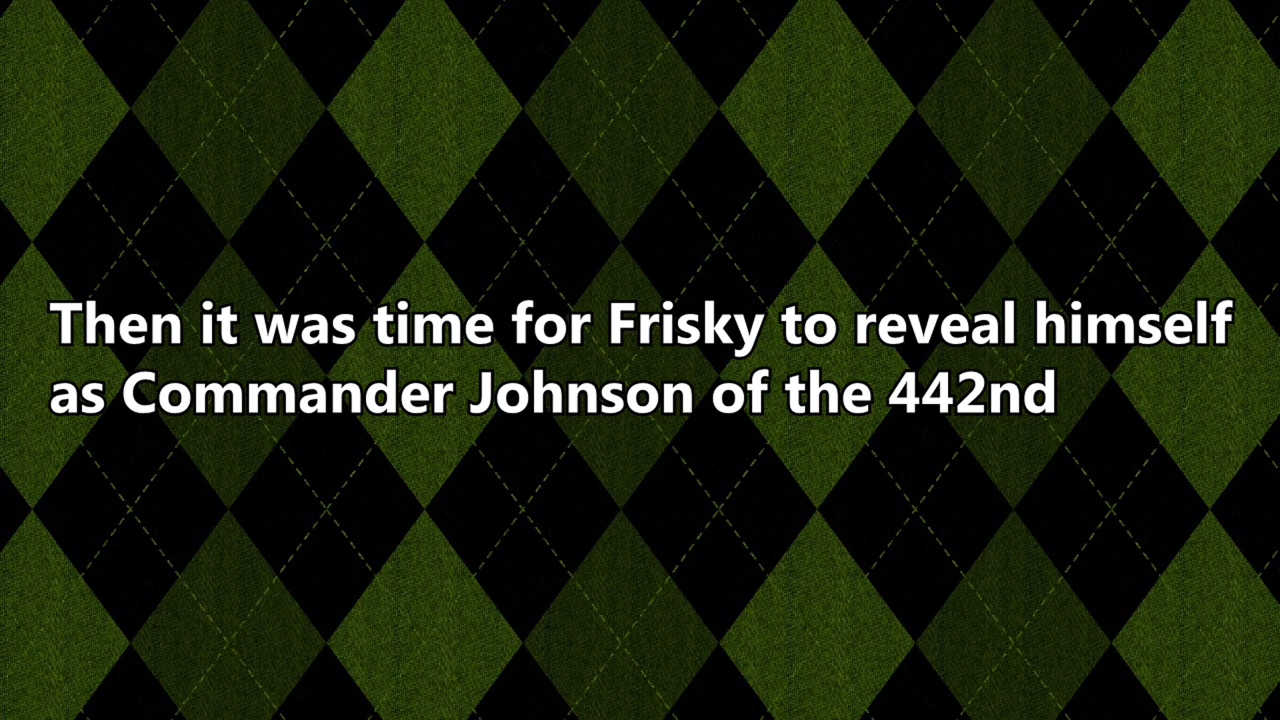 Then it was time for Frisky to reveal himself
as Commander Johnson of the 442nd